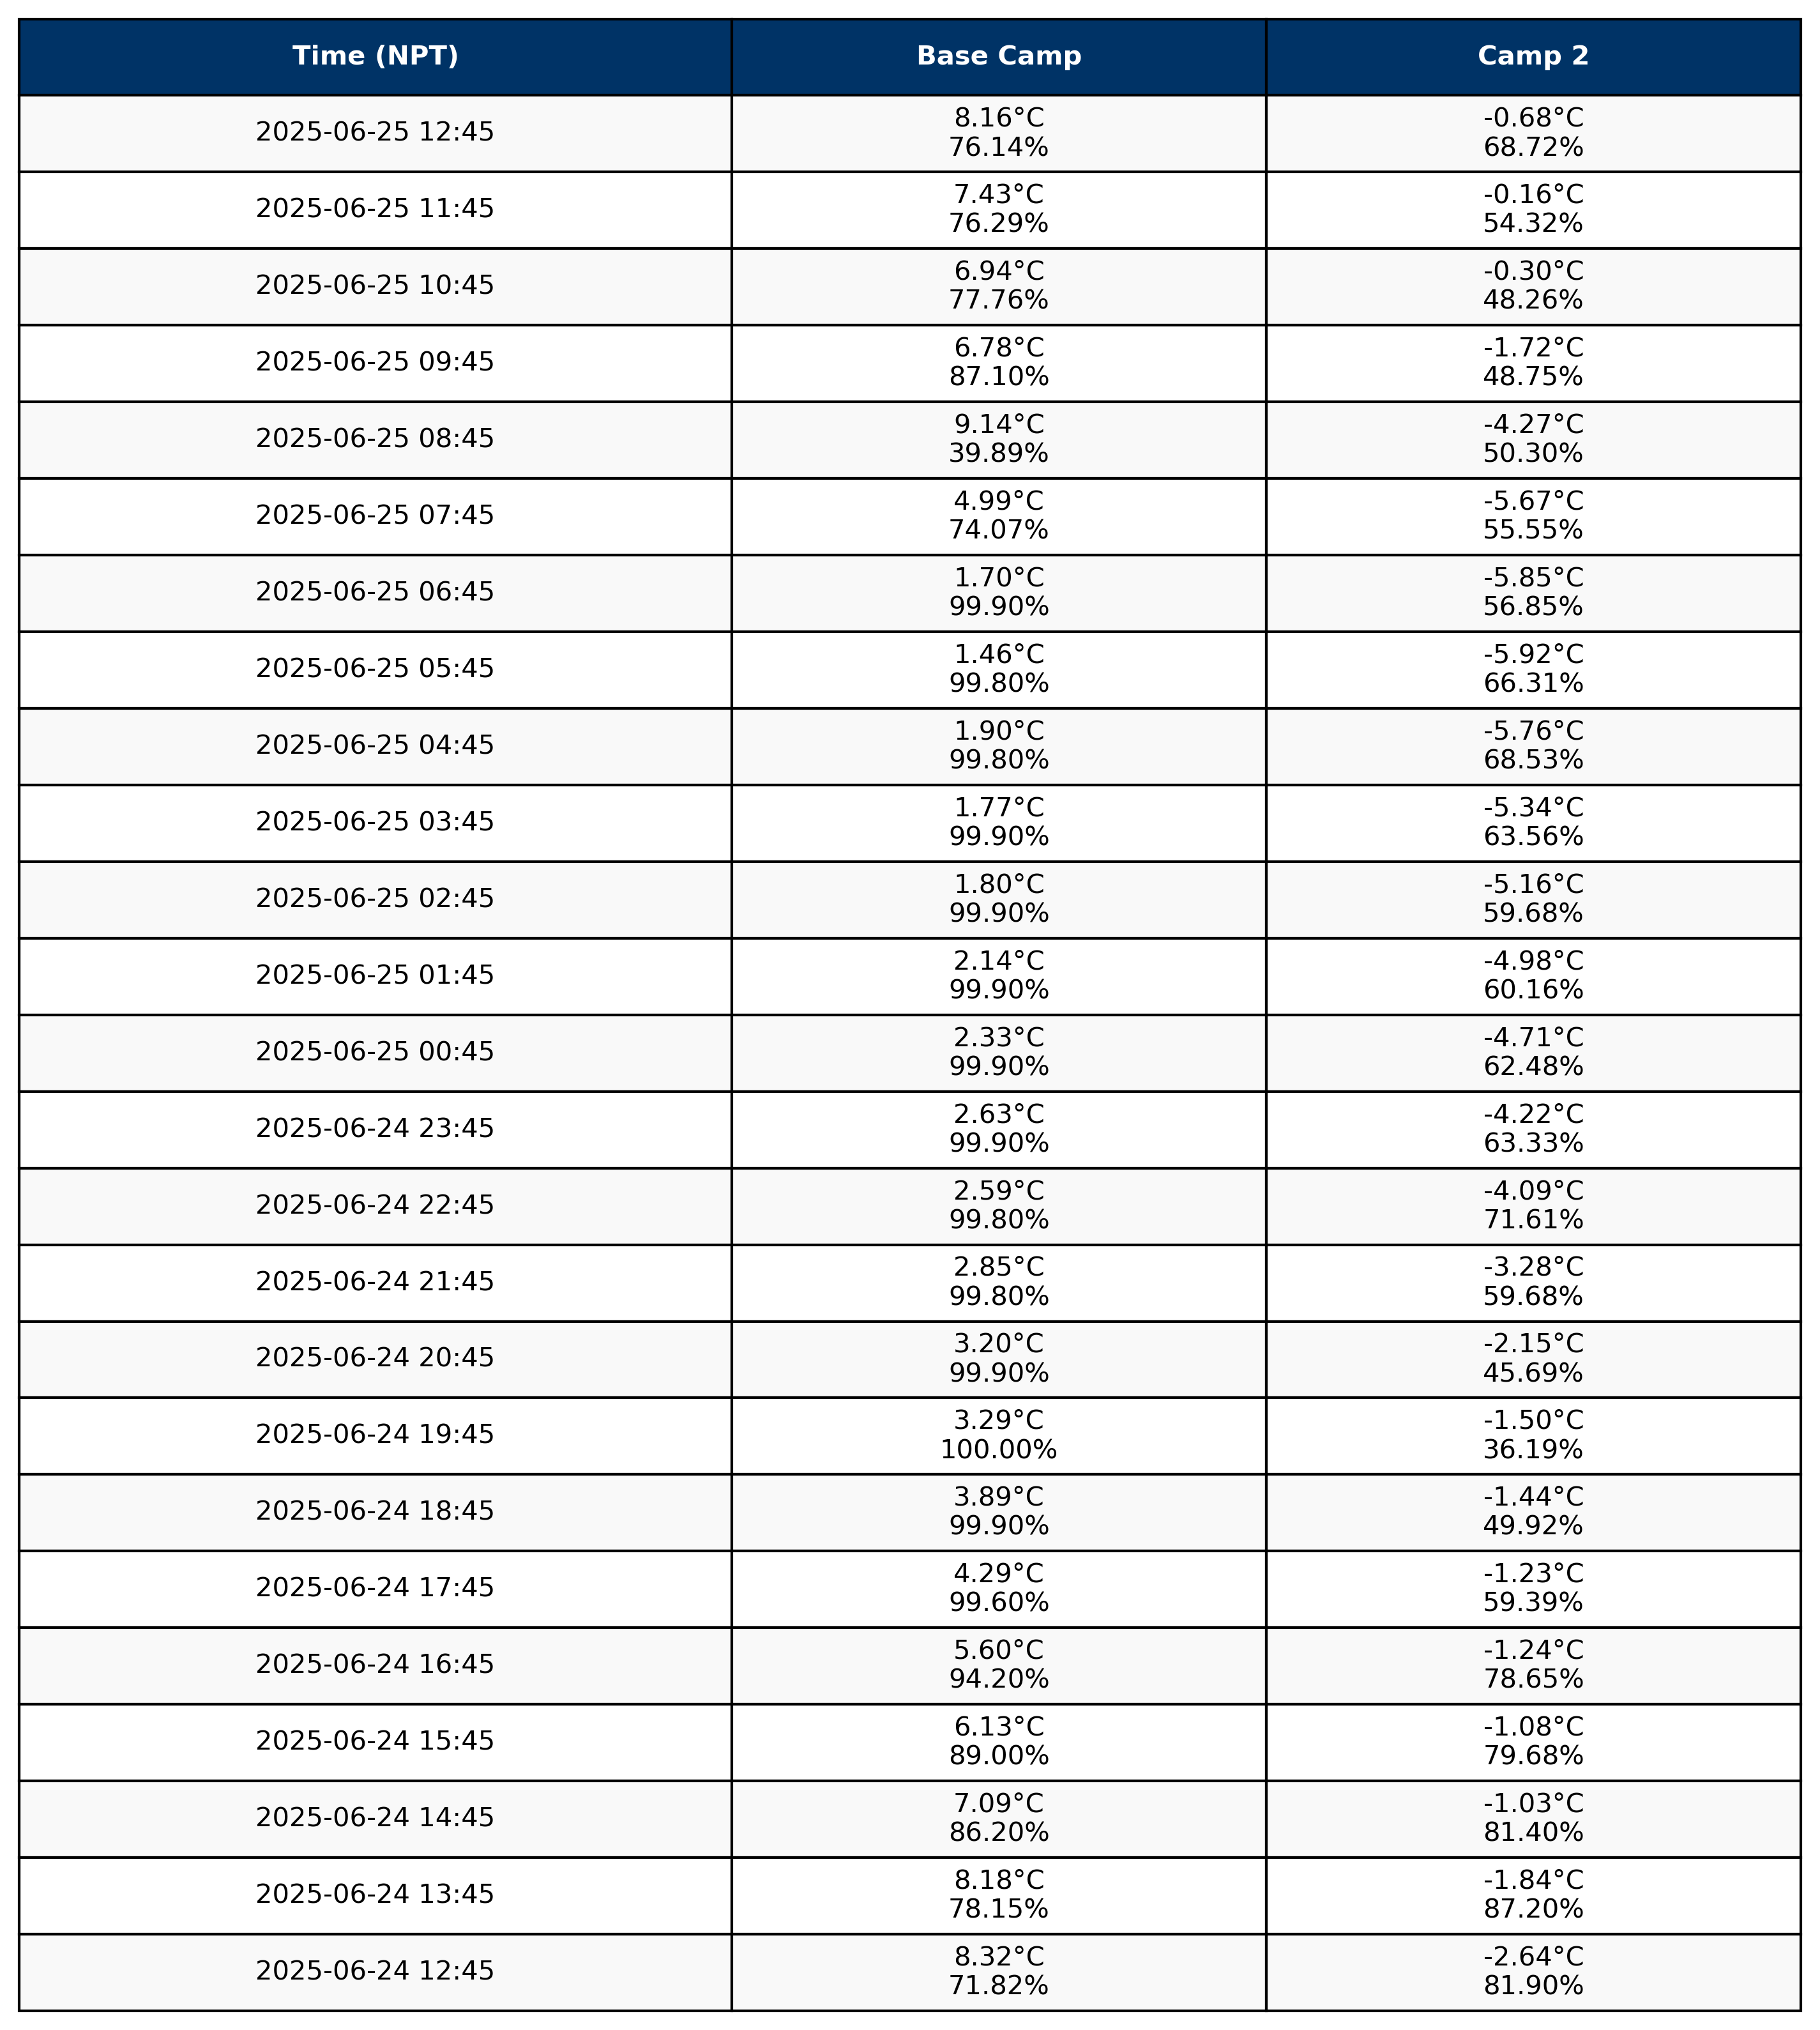 Time (NPT) Base Camp Camp 2
2025-06-25 12:45 8.16°C -0.68°C
76.14% 68.72%
2025-06-25 11:45 7.43°C -0.16°C
76.29% 54.32%
2025-06-25 10:45 6.94°C -0.30°C
77.76% 48.26%
2025-06-25 09:45 6.78°C -1.72°C
87.10% 48.75%
2025-06-25 08:45 9.14°C -4.27°C
39.89% 50.30%
2025-06-25 07:45 4.99°C -5.67°C
74.07% 55.55%
2025-06-25 06:45 1.70°C -5.85°C
99.90% 56.85%
2025-06-25 05:45 1.46°C -5.92°C
99.80% 66.31%
2025-06-25 04:45 1.90°C -5.76°C
99.80% 68.53%
2025-06-25 03:45 1.77°C -5.34°C
99.90% 63.56%
2025-06-25 02:45 1.80°C -5.16°C
99.90% 59.68%
2025-06-25 01:45 2.14°C -4.98°C
99.90% 60.16%
2025-06-25 00:45 2.33°C -4.71°C
99.90% 62.48%
2025-06-24 23:45 2.63°C -4.22°C
99.90% 63.33%
2025-06-24 22:45 2.59°C -4.09°C
99.80% 71.61%
2025-06-24 21:45 2.85°C -3.28°C
99.80% 59.68%
2025-06-24 20:45 3.20°C -2.15°C
99.90% 45.69%
2025-06-24 19:45 3.29°C -1.50°C
100.00% 36.19%
2025-06-24 18:45 3.89°C -1.44°C
99.90% 49.92%
2025-06-24 17:45 4.29°C -1.23°C
99.60% 59.39%
2025-06-24 16:45 5.60°C -1.24°C
94.20% 78.65%
2025-06-24 15:45 6.13°C -1.08°C
89.00% 79.68%
2025-06-24 14:45 7.09°C -1.03°C
86.20% 81.40%
2025-06-24 13:45 8.18°C -1.84°C
78.15% 87.20%
2025-06-24 12:45 8.32°C -2.64°C
71.82% 81.90%